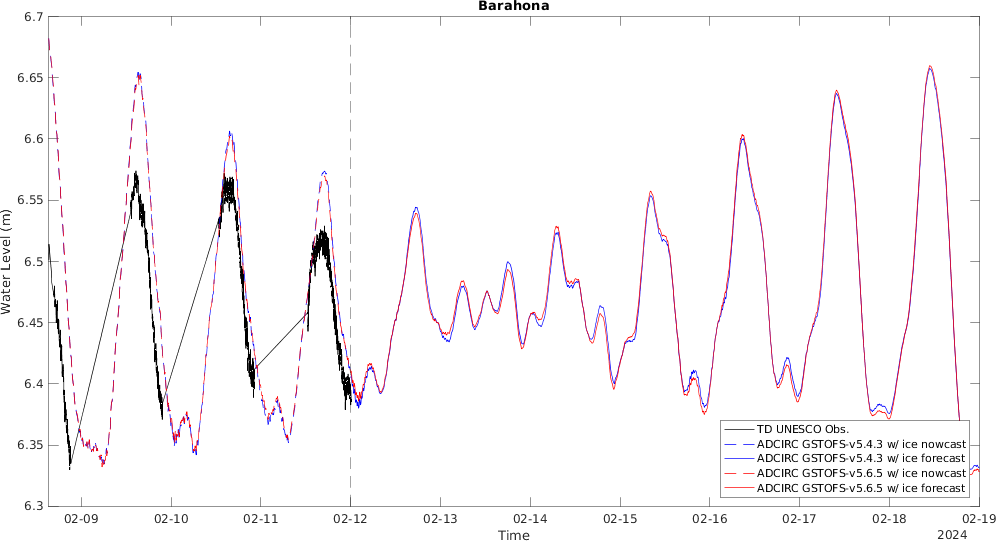 Barahona
6.7
6.65
6.6
6.55
6.5
6.45
6.4
6.35
6.3
Water Level (m)
02-09 02-10 02-11 02-12 02-13 02-14 02-15 02-16 02-17 02-18 02-19
Time
2024
TD UNESCO Obs.
ADCIRC GSTOFS-v5.4.3 w/ ice nowcast
ADCIRC GSTOFS-v5.4.3 w/ ice forecast
ADCIRC GSTOFS-v5.6.5 w/ ice nowcast
ADCIRC GSTOFS-v5.6.5 w/ ice forecast